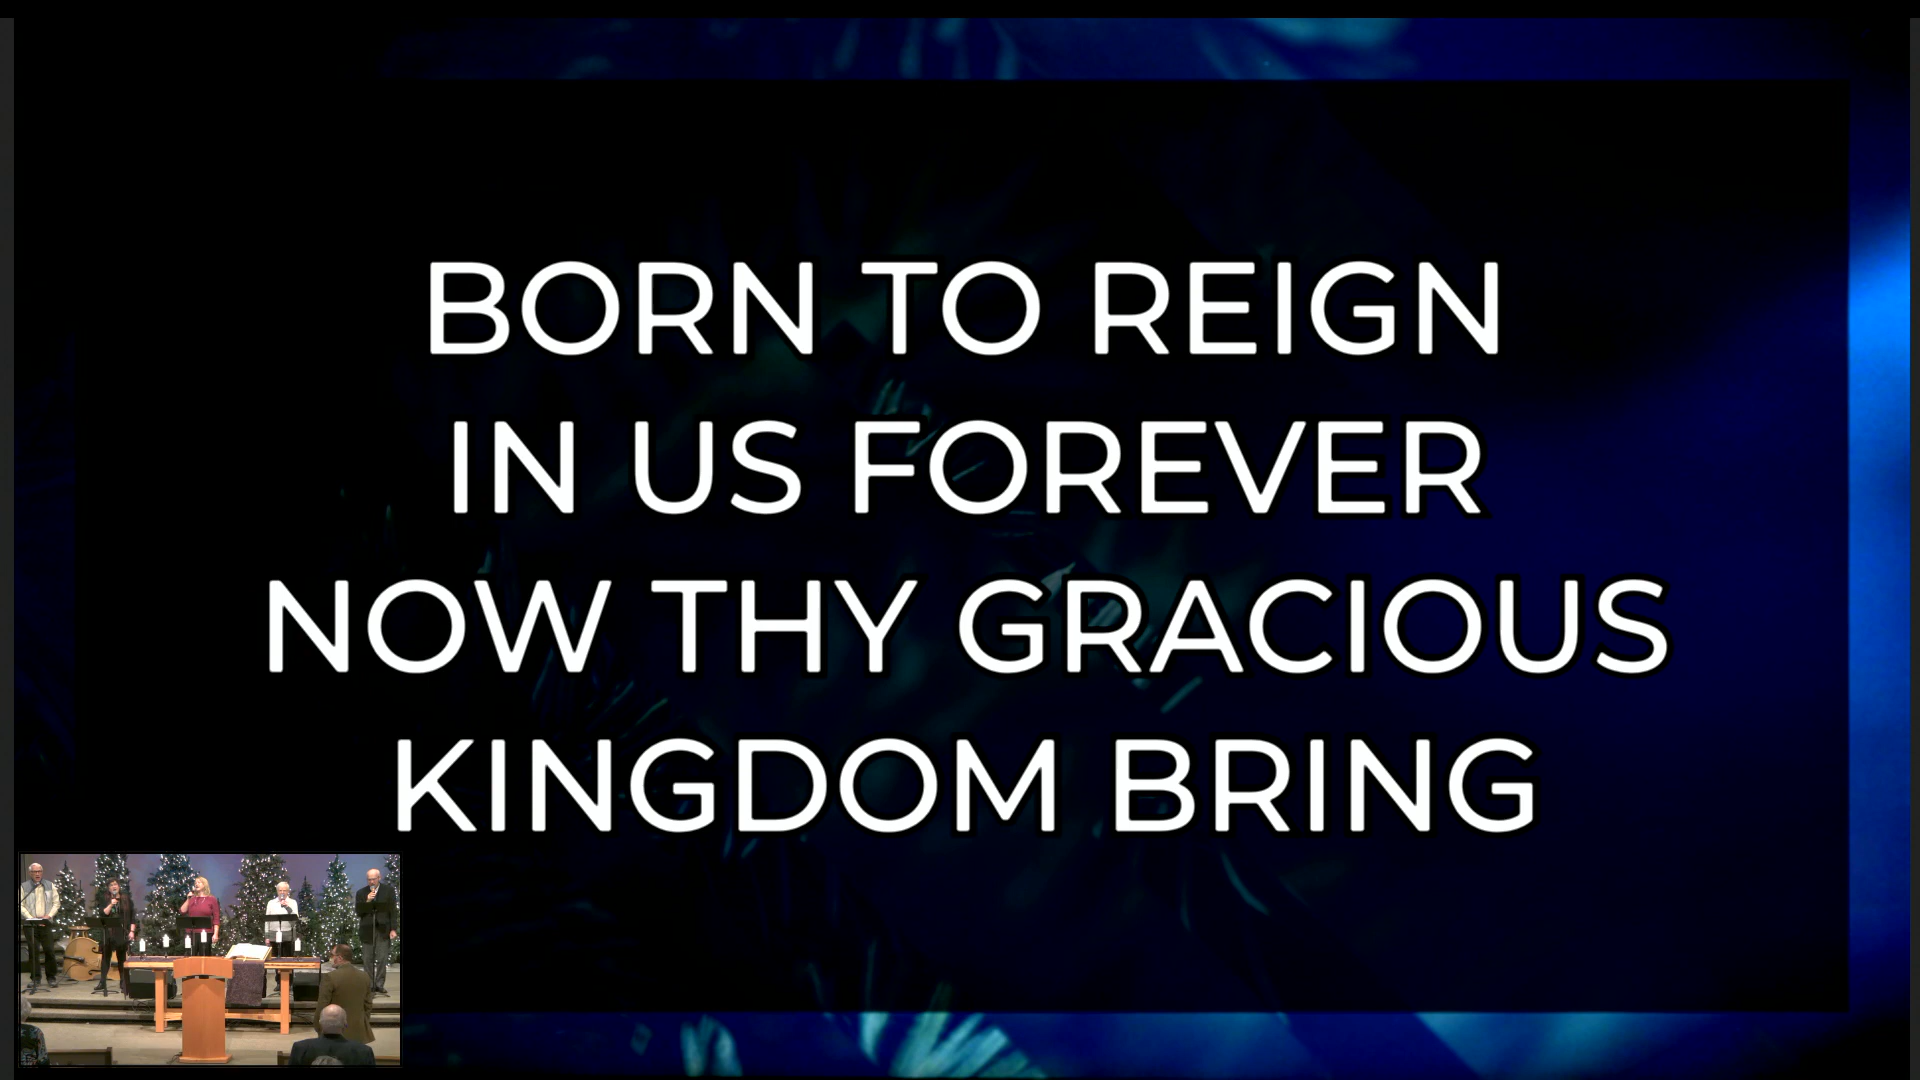 BORN TO REIGN
IN US FOREVER
NOW THY GRACIOUS
KINGDOM BRING